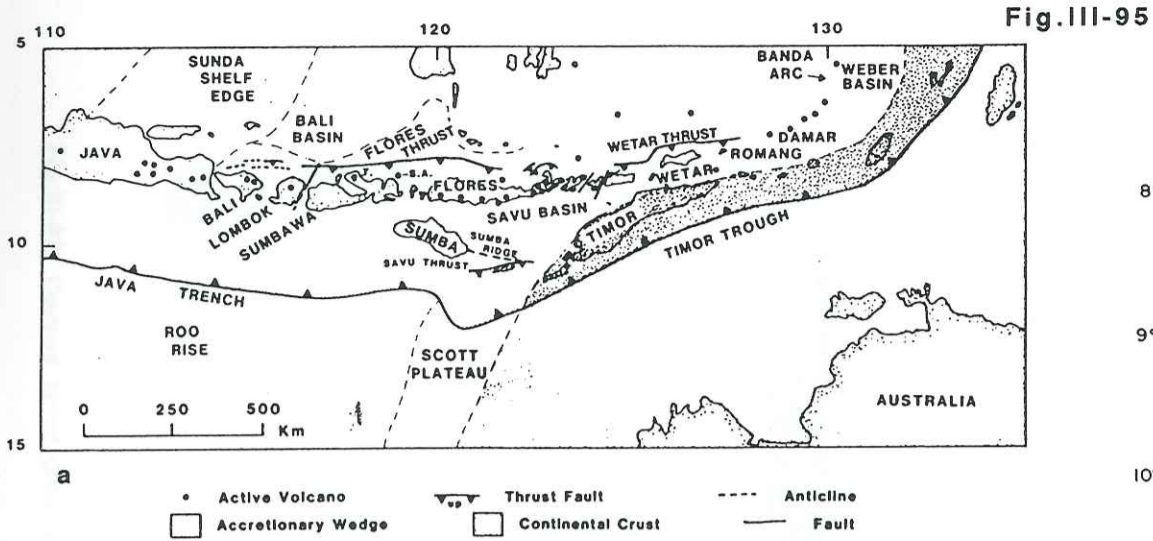 Fig.III-95
110
120
130
5
SUNDA
SHELF
EDGE
BALI
BASIN
BANDA
ARC
WEBER
BASIN
FLORES
THRUST
WETAR THRUST
DAMAR
ROMANG
JAVA
S.A.
FLORES
WETAR
8
BALI
LOMBOK
SUMBAWA
SAVU BASIN
TIMOR
TIMOR TROUGH
10
SUMBA
SUMBA
RIDGE
SAVU THRUST
JAVA
TRENCH
ROO
RISE
SCOTT
PLATEAU
9°
AUSTRALIA
0
250
500
Km
15
a
10°
Active Volcano
up
Thrust Fault
Anticline
Accretionary Wedge
Continental Crust
Fault